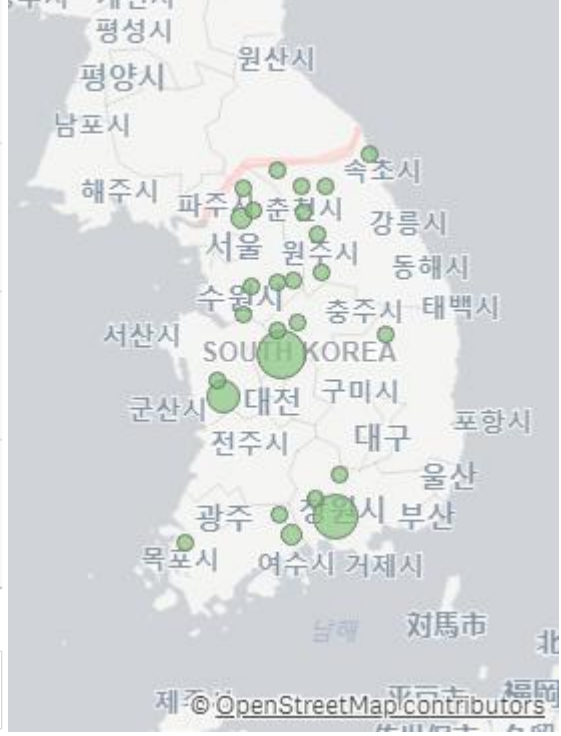 평성시
원산시
평양시
남포시
속초시
해주시
파주시 춘천시
강릉시
서울 원주시
동해시
수원시
충주시 태백시
서산시
SOUTH KOREA
구미시
군산시 대전
포항시
전주시 대구
울산
창원시 부산
광주
목포시 여수시 거제시
対馬市
남해
北
福岡
© OpenStreetMap contributors